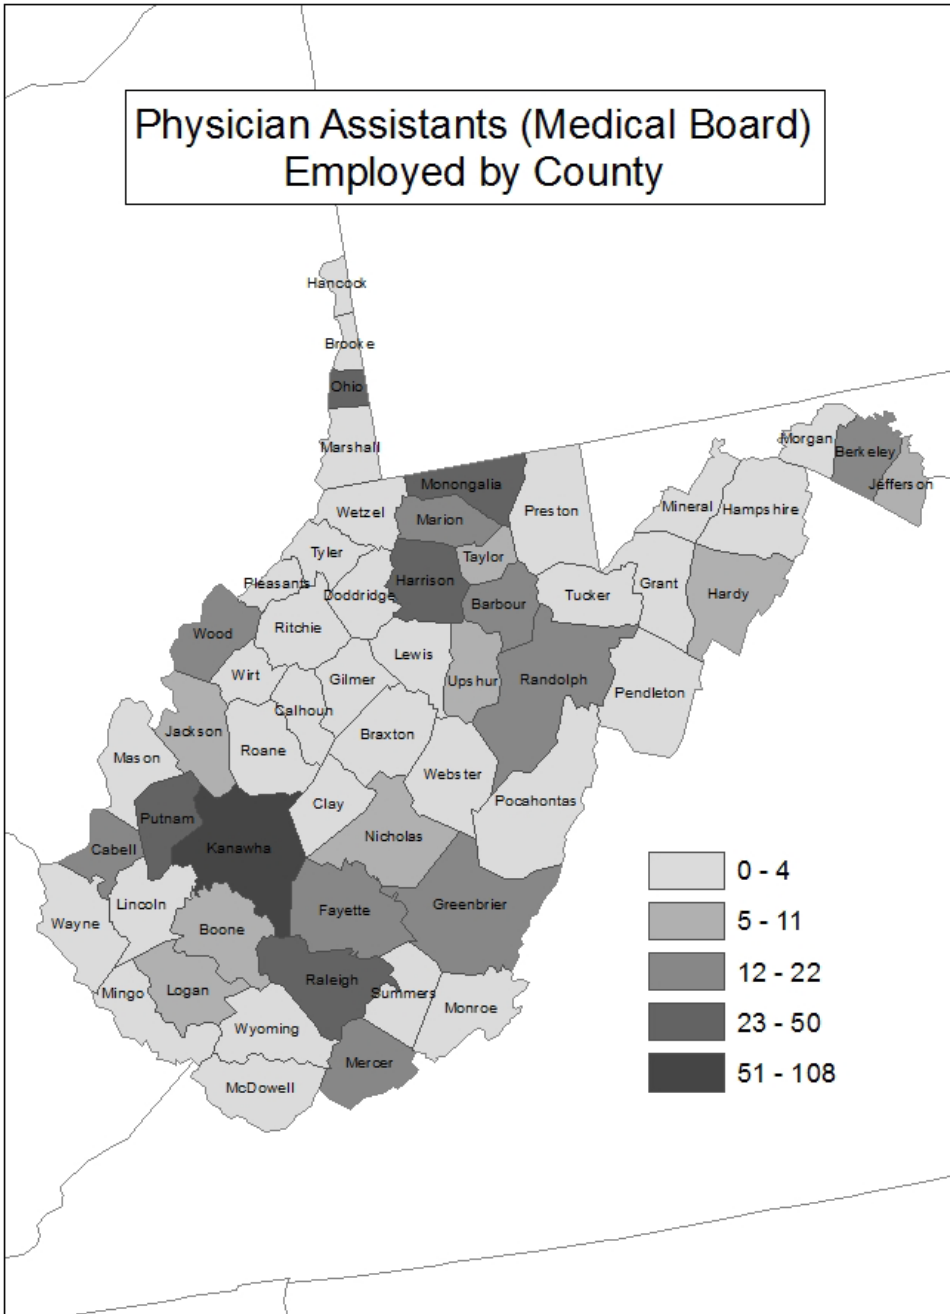 Physician Assistants (Medical Board)
Employed by County
Hancock
Brooke
Ohio
Marshall
Morgan
Berkeley
Jefferson
Monongalia
Mineral
Hampshire
Wetzel
Marion
Preston
Tyler
Taylor
Pleasants
Doddridge
Harrison
Barbour
Tucker
Grant
Hardy
Wood
Ritchie
Lewis
Wirt
Gilmer
Upshur
Randolph
Pendleton
Calhoun
Jackson
Roane
Braxton
Mason
Webster
Clay
Pocahontas
Putnam
Nicholas
Cabell
Kanawha
Lincoln
Fayette
Greenbrier
Wayne
Boone
Mingo
Logan
Raleigh
Summers
Monroe
Wyoming
Mercer
McDowell
0 - 4
5 - 11
12 - 22
23 - 50
51 - 108